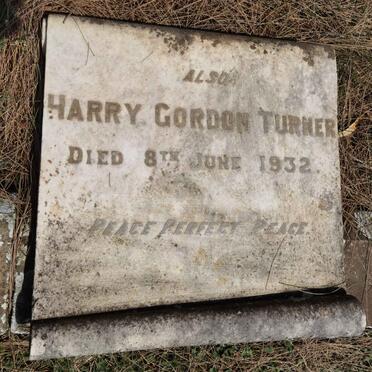 ALSO
HARRY GORDON TURNER
DIED 8TH JUNE 1932.
PEACE PERFECT PEACE.